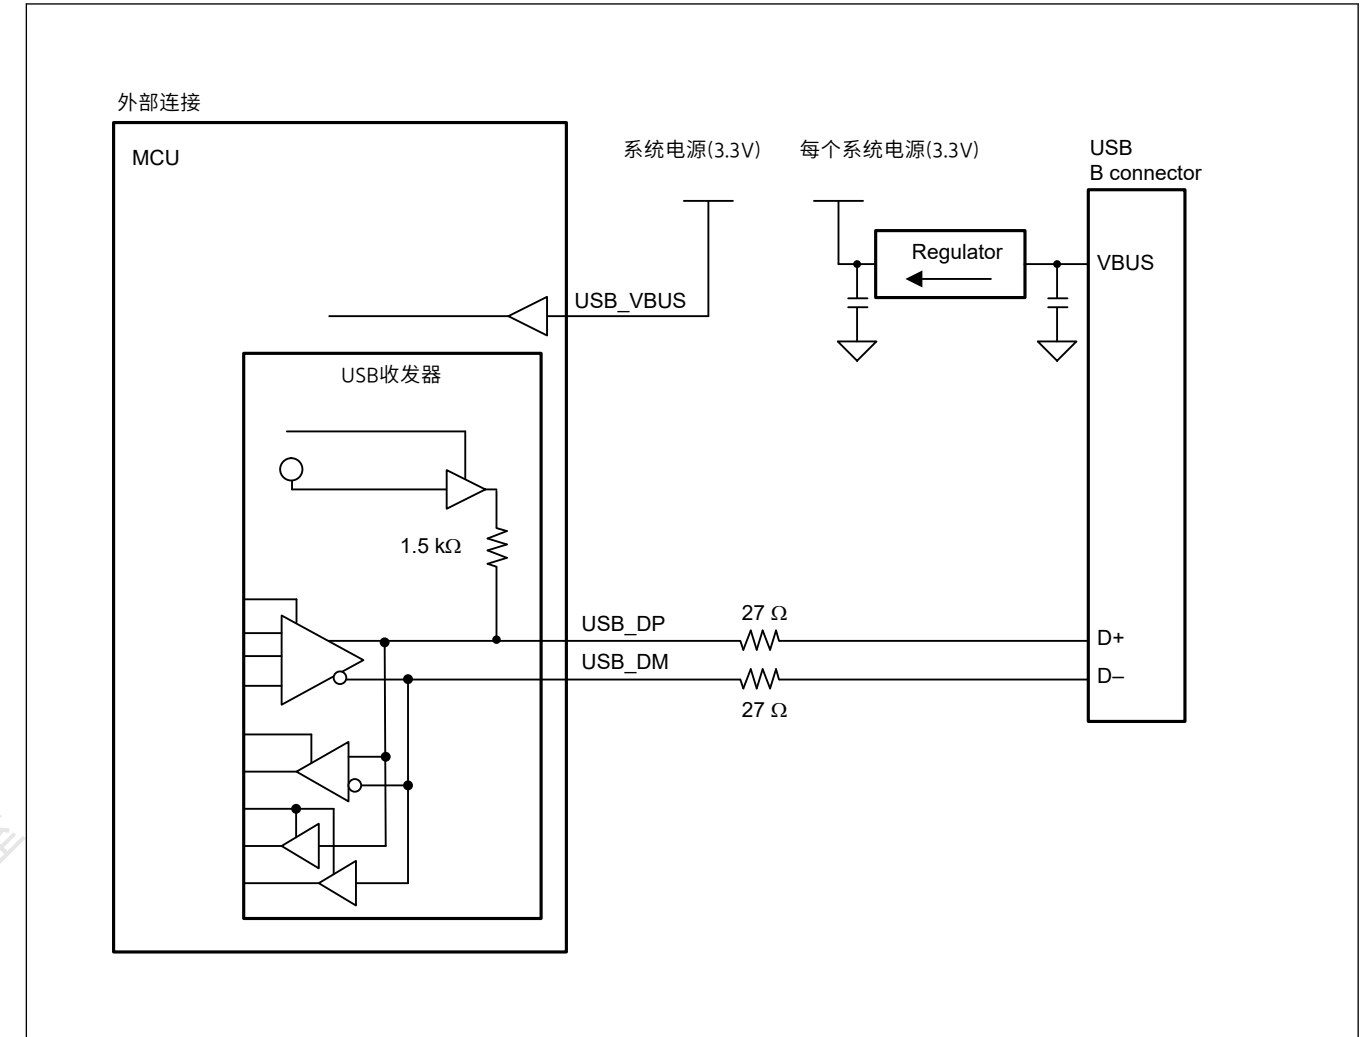 外部连接
MCU
系统电源(3.3V)
每个系统电源(3.3V)
USB
B connector
Regulator
VBUS
USB_VBUS
USB收发器
1.5 kΩ
USB_DP
27 Ω
D+
USB_DM
27 Ω
D–